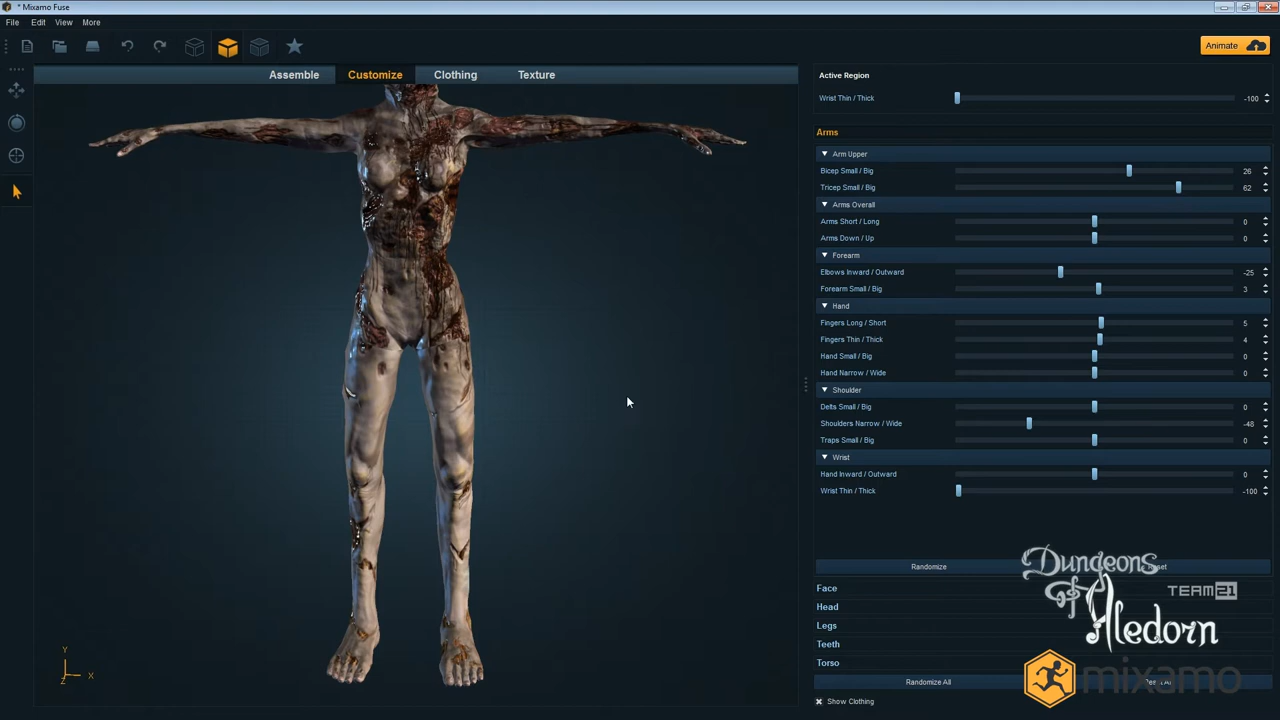 * Mixamo Fuse
File Edit View More
Animate
Assemble Customize Clothing Texture
Active Region
Wrist Thin / Thick -100
Arms
Arm Upper
Bicep Small / Big 26
Tricep Small / Big 62
Arms Overall
Arms Short / Long 0
Arms Down / Up 0
Forearm
Elbows Inward / Outward -25
Forearm Small / Big 3
Hand
Fingers Long / Short 5
Fingers Thin / Thick 4
Hand Small / Big 0
Hand Narrow / Wide 0
Shoulder
Delts Small / Big 0
Shoulders Narrow / Wide -48
Traps Small / Big 0
Wrist
Hand Inward / Outward 0
Wrist Thin / Thick -100
Randomize
Face
Head
Legs
Teeth
Torso
Randomize All
Show Clothing
Dungeons of Aledorn
TEAM21
mixamo
Y
X
Z